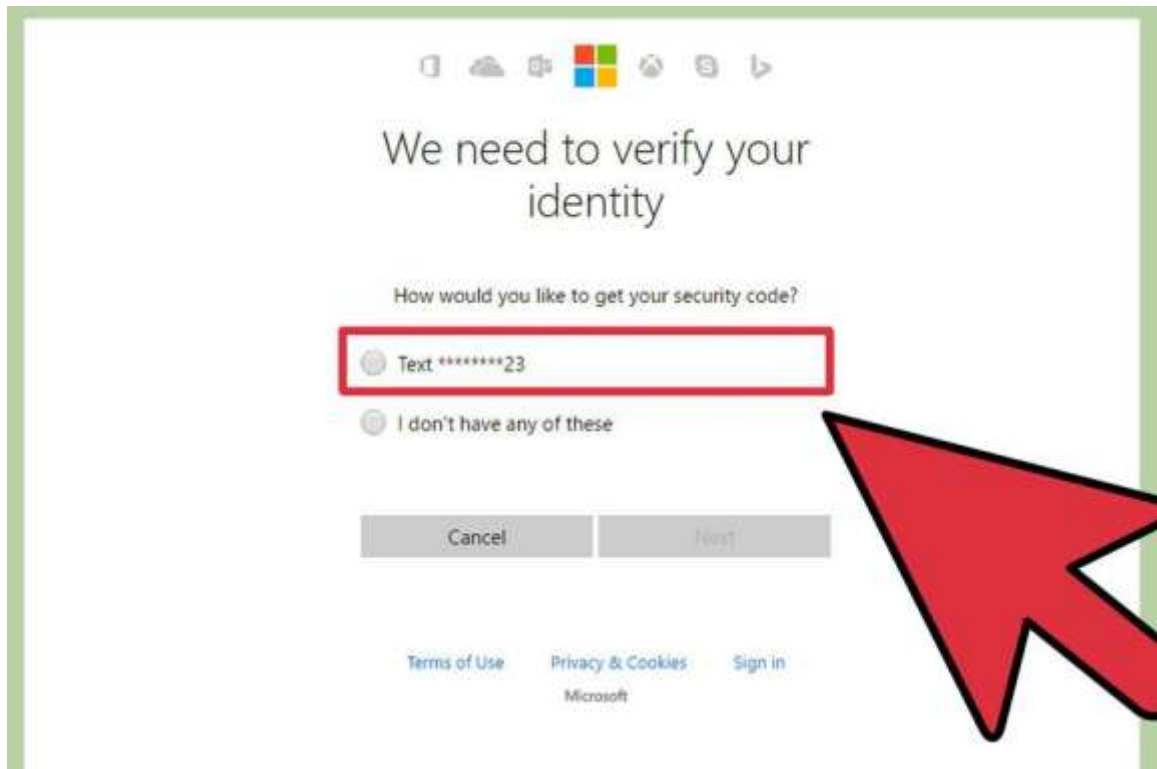 We need to verify your
identity
How would you like to get your security code?
Text ********23
I don't have any of these
Cancel
Next
Terms of Use
Privacy & Cookies
Sign in
Microsoft